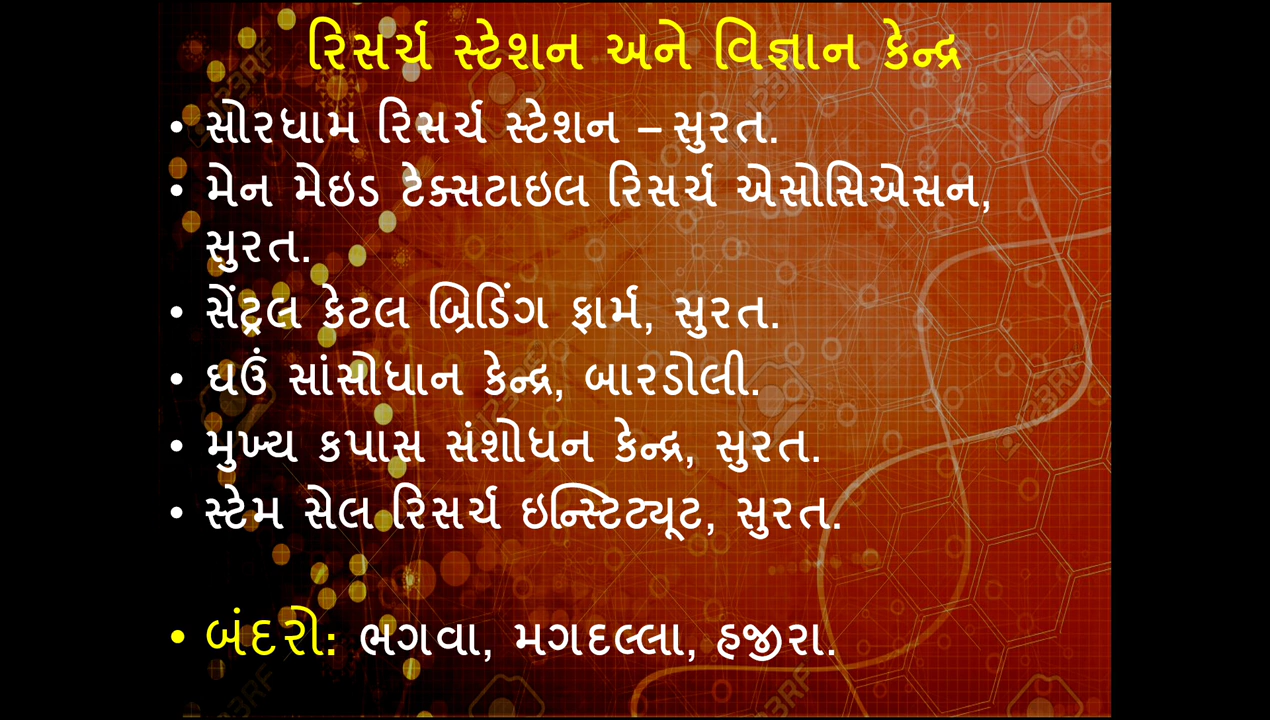 રિસર્ચ સ્ટેશન અને વિજ્ઞાન કેન્દ્ર
• સોરધામ રિસર્ચ સ્ટેશન – સુરત.
• મેન મેઇડ ટેક્સટાઇલ રિસર્ચ એસોસિએસન,
સુરત.
• સેંટ્રલ કેટલ બ્રિડિંગ ફાર્મ, સુરત.
• ઘઉં સાંસોધાન કેન્દ્ર, બારડોલી.
• મુખ્ય કપાસ સંશોધન કેન્દ્ર, સુરત.
• સ્ટેમ સેલ રિસર્ચ ઇન્સ્ટિટ્યૂટ, સુરત.
• બંદરો: ભગવા, મગદલ્લા, હજીરા.